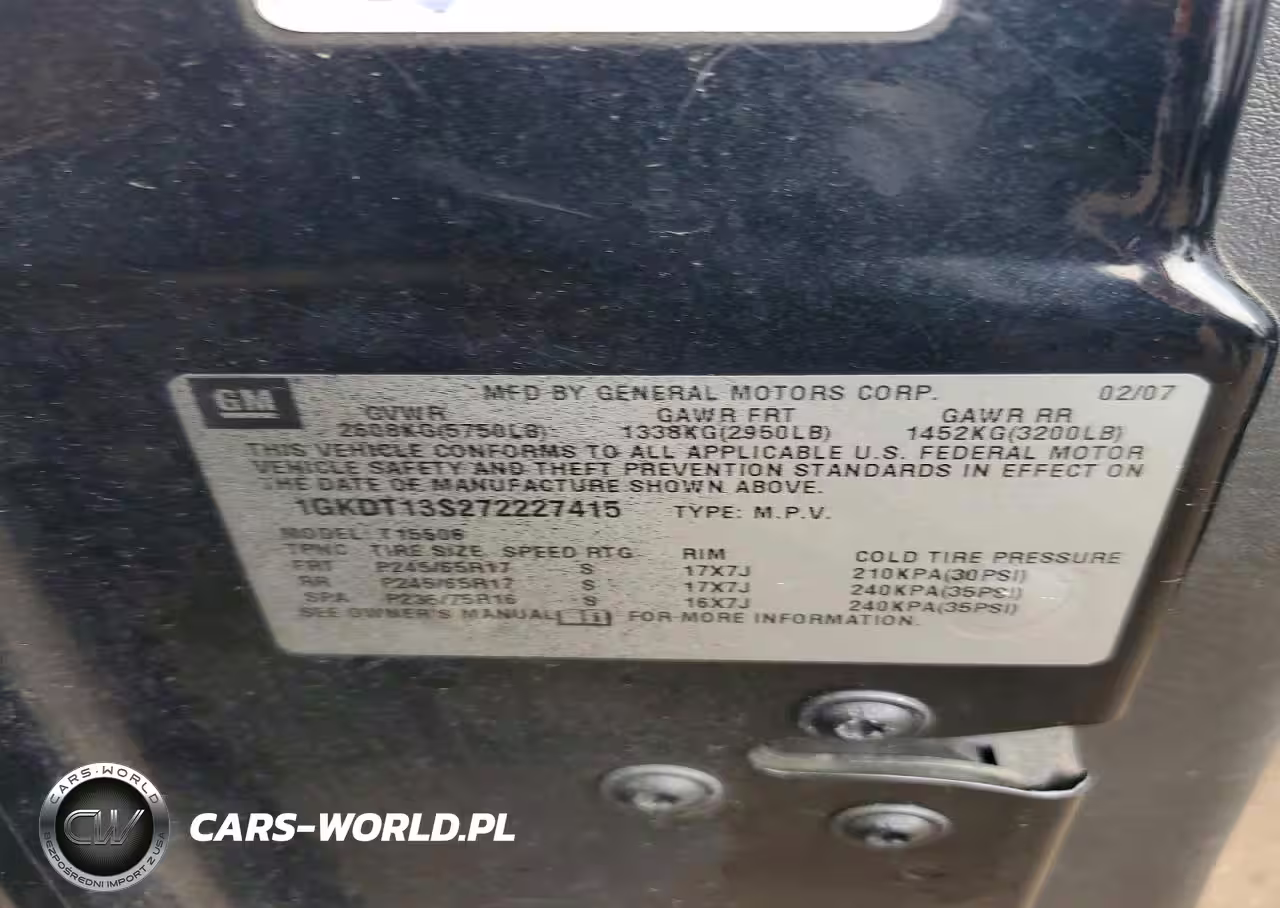 GM
MFD BY GENERAL MOTORS CORP. 02/07
GVWR GAWR FRT GAWR RR
2608KG(5750LB) 1338KG(2950LB) 1452KG(3200LB)
THIS VEHICLE CONFORMS TO ALL APPLICABLE U.S. FEDERAL MOTOR
VEHICLE SAFETY AND THEFT PREVENTION STANDARDS IN EFFECT ON
THE DATE OF MANUFACTURE SHOWN ABOVE.
1GKDT13S272227415 TYPE: M.P.V.
MODEL: T15506
TPNC TIRE SIZE SPEED RTG RIM COLD TIRE PRESSURE
FRT P245/65R17 S 17X7J 210KPA(30PSI)
RR P245/65R17 S 17X7J 240KPA(35PSI)
SPA P235/75R16 S 16X7J 240KPA(35PSI)
SEE OWNER'S MANUAL FOR MORE INFORMATION.
CARS-WORLD
CW
BEZPOŚREDNI IMPORT Z USA
CARS-WORLD.PL